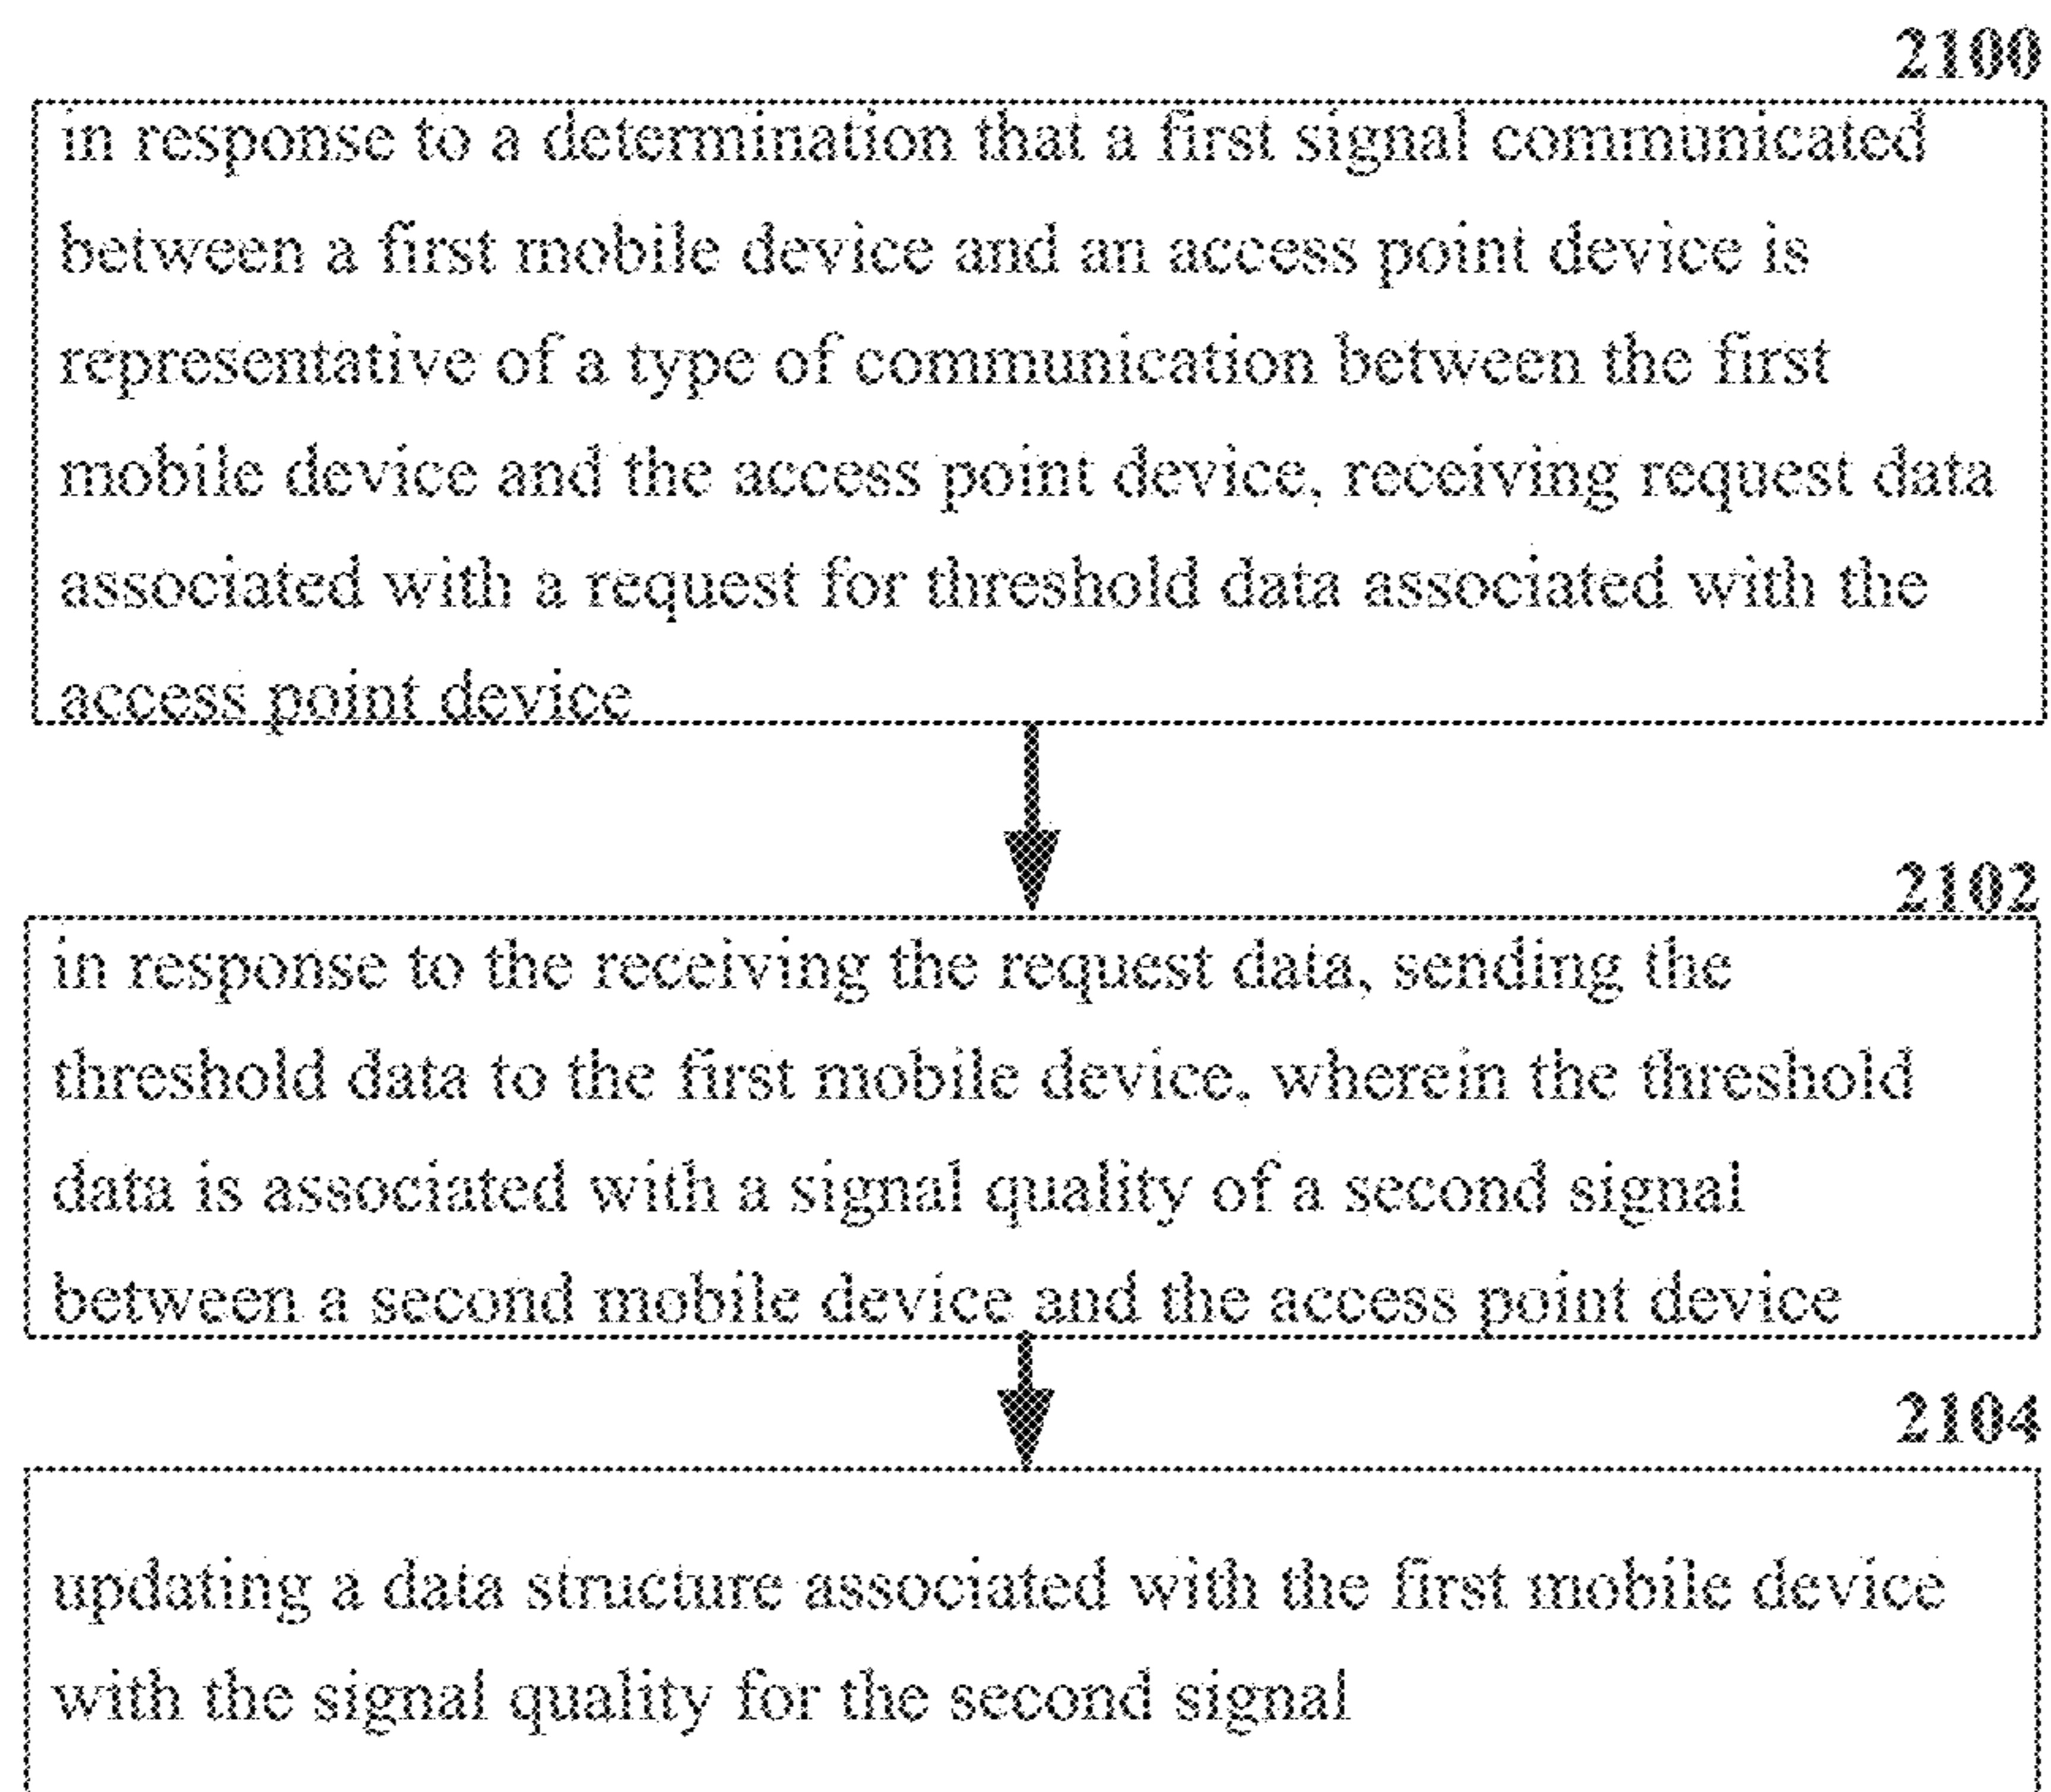 2100
in response to a determination that a first signal communicated
between a first mobile device and an access point device is
representative of a type of communication between the first
mobile device and the access point device, receiving request data
associated with a request for threshold data associated with the
access point device
2102
in response to the receiving the request data, sending the
threshold data to the first mobile device, wherein the threshold
data is associated with a signal quality of a second signal
between a second mobile device and the access point device
2104
updating a data structure associated with the first mobile device
with the signal quality for the second signal